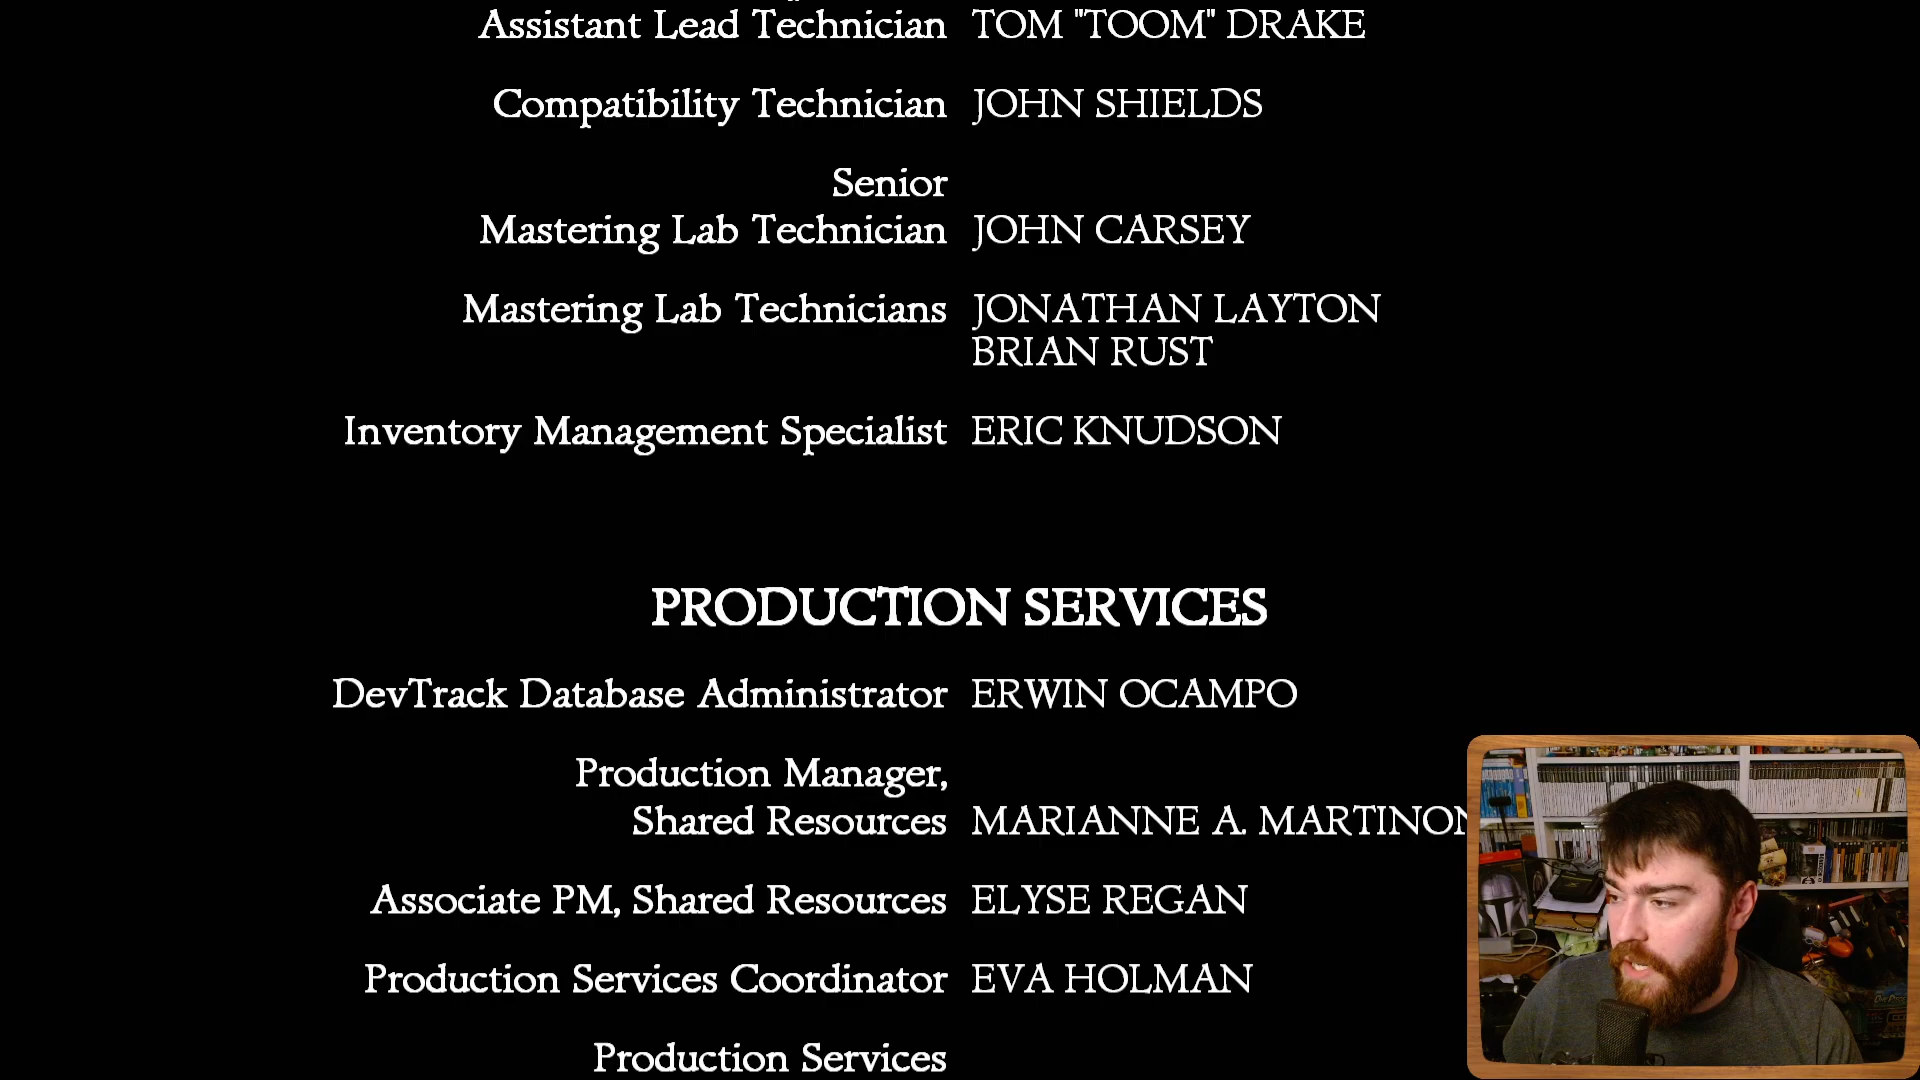 Assistant Lead Technician TOM "TOOM" DRAKE
Compatibility Technician JOHN SHIELDS
Senior
Mastering Lab Technician JOHN CARSEY
Mastering Lab Technicians JONATHAN LAYTON
BRIAN RUST
Inventory Management Specialist ERIC KNUDSON
PRODUCTION SERVICES
DevTrack Database Administrator ERWIN OCAMPO
Production Manager,
Shared Resources MARIANNE A. MARTINON
Associate PM, Shared Resources ELYSE REGAN
Production Services Coordinator EVA HOLMAN
Production Services